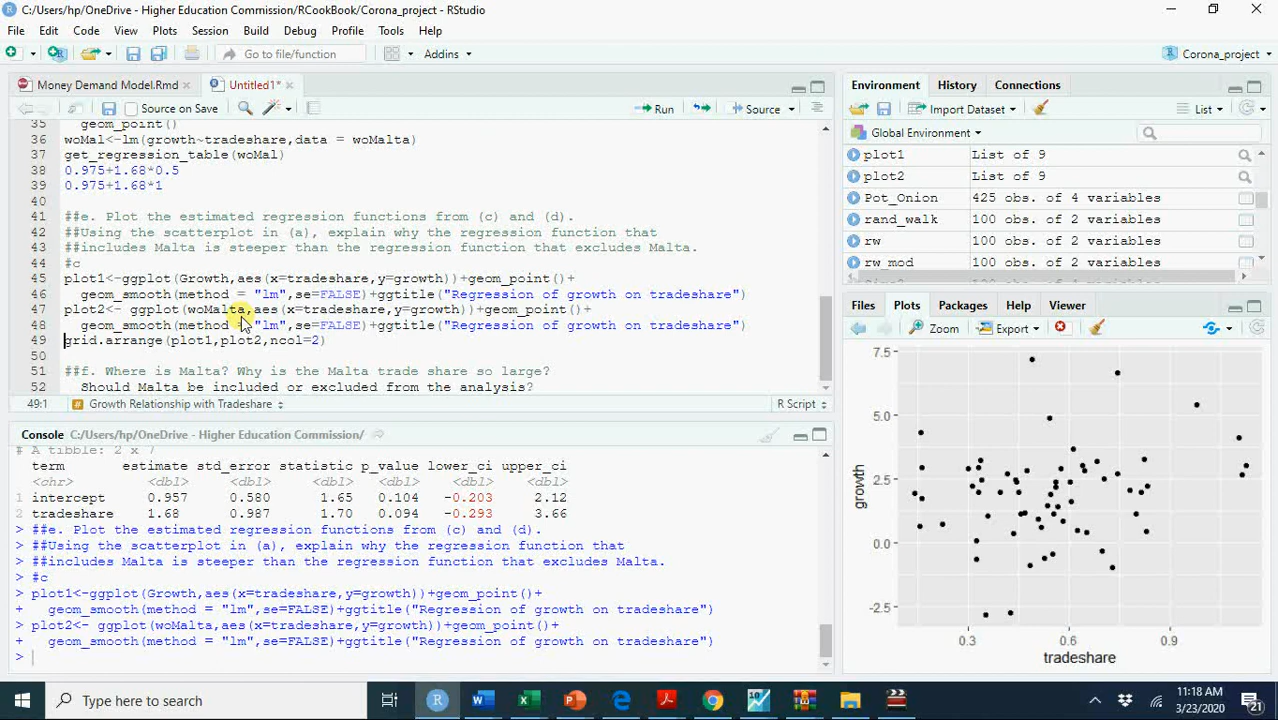 C:/Users/hp/OneDrive - Higher Education Commission/RCookBook/Corona_project - RStudio
File Edit Code View Plots Session Build Debug Profile Tools Help
Go to file/function Addins Corona_project
Money Demand Model.Rmd Untitled1*
Source on Save Run Source
35 geom_point()
36 woMal<-lm(growth~tradeshare,data = woMalta)
37 get_regression_table(woMal)
38 0.975+1.68*0.5
39 0.975+1.68*1
40
41 ##e. Plot the estimated regression functions from (c) and (d).
42 ##Using the scatterplot in (a), explain why the regression function that
43 ##includes Malta is steeper than the regression function that excludes Malta.
44 #c
45 plot1<-ggplot(Growth,aes(x=tradeshare,y=growth))+geom_point()+
46 geom_smooth(method = "lm",se=FALSE)+ggtitle("Regression of growth on tradeshare")
47 plot2<- ggplot(woMalta,aes(x=tradeshare,y=growth))+geom_point()+
48 geom_smooth(method = "lm",se=FALSE)+ggtitle("Regression of growth on tradeshare")
49 grid.arrange(plot1,plot2,ncol=2)
50
51 ##f. Where is Malta? Why is the Malta trade share so large?
52 Should Malta be included or excluded from the analysis?
49:1 Growth Relationship with Tradeshare R Script
Console C:/Users/hp/OneDrive - Higher Education Commission/
# A tibble: 2 x 7
term estimate std_error statistic p_value lower_ci upper_ci
<chr> <dbl> <dbl> <dbl> <dbl> <dbl> <dbl>
1 intercept 0.957 0.580 1.65 0.104 -0.203 2.12
2 tradeshare 1.68 0.987 1.70 0.094 -0.293 3.66
> ##e. Plot the estimated regression functions from (c) and (d).
> ##Using the scatterplot in (a), explain why the regression function that
> ##includes Malta is steeper than the regression function that excludes Malta.
> #c
> plot1<-ggplot(Growth,aes(x=tradeshare,y=growth))+geom_point()+
+ geom_smooth(method = "lm",se=FALSE)+ggtitle("Regression of growth on tradeshare")
> plot2<- ggplot(woMalta,aes(x=tradeshare,y=growth))+geom_point()+
+ geom_smooth(method = "lm",se=FALSE)+ggtitle("Regression of growth on tradeshare")
>
Environment History Connections
Import Dataset List
Global Environment
plot1 List of 9
plot2 List of 9
Pot_Onion 425 obs. of 4 variables
rand_walk 100 obs. of 2 variables
rw 100 obs. of 2 variables
rw_mod 100 obs. of 2 variables
Files Plots Packages Help Viewer
Zoom Export
7.5
5.0
2.5
0.0
-2.5
growth
0.3 0.6 0.9
tradeshare
Type here to search
11:18 AM
3/23/2020
21